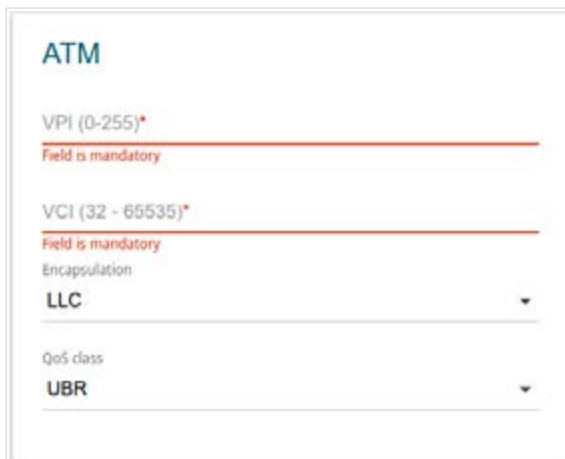 ATM
VPI (0-255)*
Field is mandatory
VCI (32 - 65535)*
Field is mandatory
Encapsulation
LLC
QoS class
UBR